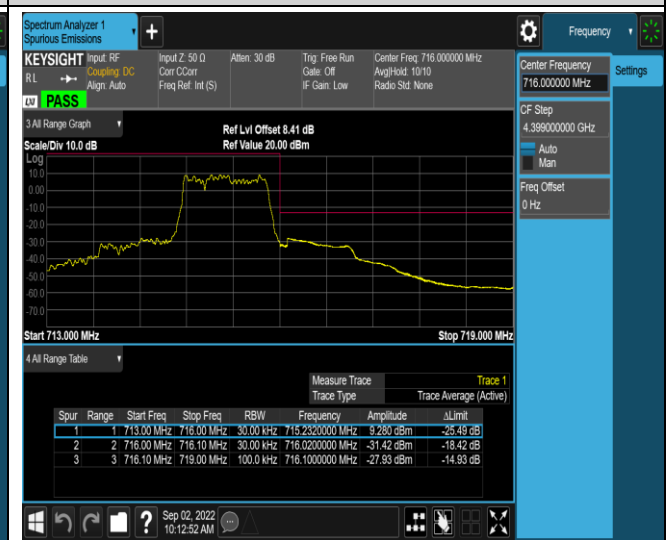 Spectrum Analyzer 1
Spurious Emissions
+
Frequency
KEYSIGHT
Input: RF
Coupling: DC
Align: Auto
Input Z: 50 Ω
Corr CCorr
Freq Ref: Int (S)
Atten: 30 dB
Trig: Free Run
Gate: Off
IF Gain: Low
Center Freq: 716.000000 MHz
Avg|Hold: 10/10
Radio Std: None
R L
LXI
PASS
Center Frequency
716.000000 MHz
Settings
CF Step
4.399000000 GHz
Auto
Man
Freq Offset
0 Hz
3 All Range Graph
Ref Lvl Offset 8.41 dB
Scale/Div 10.0 dB
Ref Value 20.00 dBm
Log
10.0
0.00
-10.0
-20.0
-30.0
-40.0
-50.0
-60.0
-70.0
Start 713.000 MHz
Stop 719.000 MHz
4 All Range Table
Measure Trace Trace 1
Trace Type Trace Average (Active)
Spur Range Start Freq Stop Freq RBW Frequency Amplitude ΔLimit
1 1 713.00 MHz 716.00 MHz 30.00 kHz 715.2320000 MHz 9.280 dBm -25.49 dB
2 2 716.00 MHz 716.10 MHz 30.00 kHz 716.0200000 MHz -31.42 dBm -18.42 dB
3 3 716.10 MHz 719.00 MHz 100.0 kHz 716.1000000 MHz -27.93 dBm -14.93 dB
?
Sep 02, 2022
10:12:52 AM